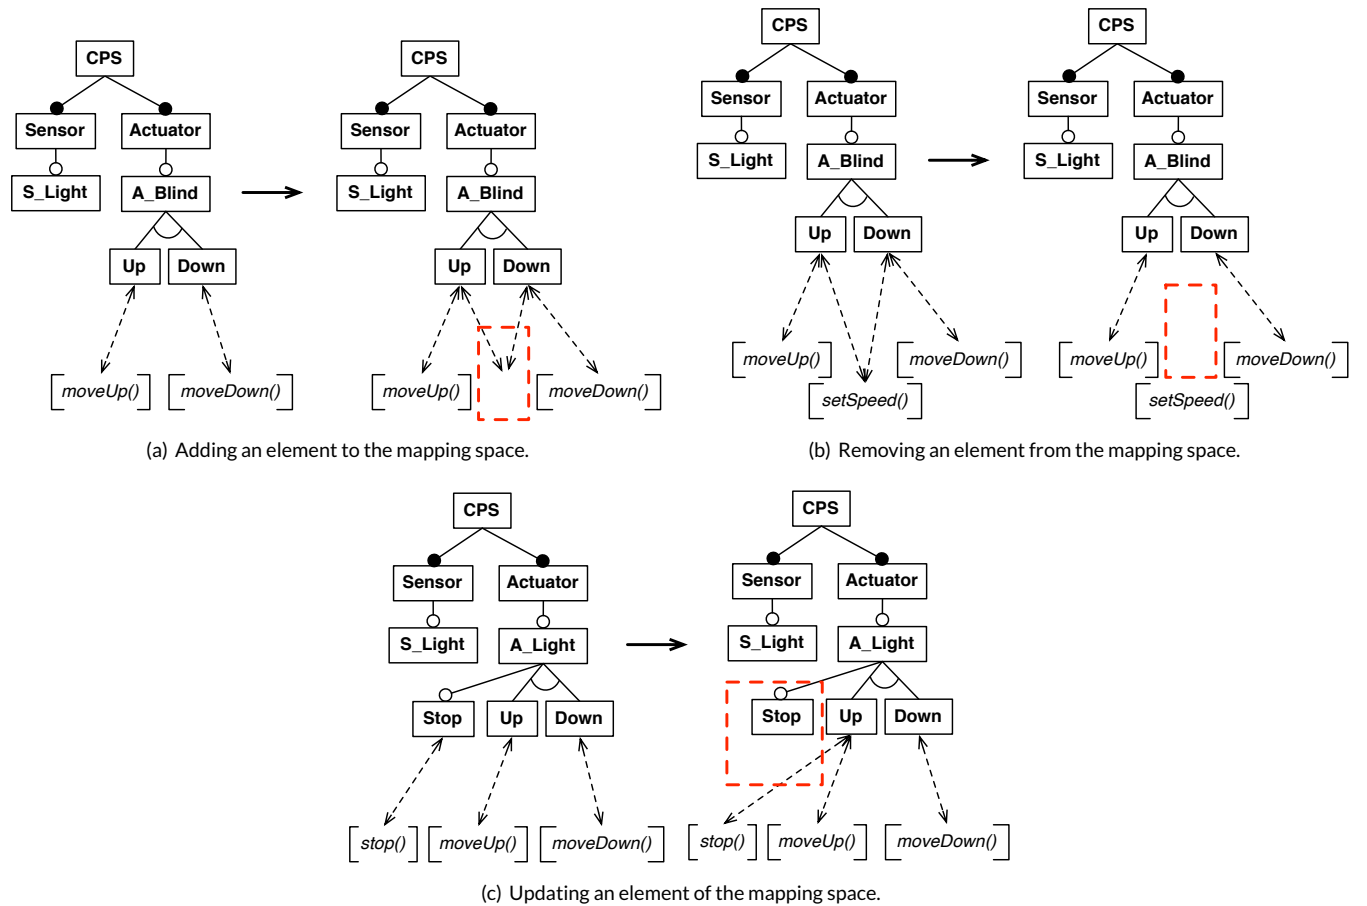 CPS
Sensor Actuator
S_Light A_Blind
Up Down
moveUp() moveDown()
CPS
Sensor Actuator
S_Light A_Blind
Up Down
moveUp() moveDown()
(a) Adding an element to the mapping space.
CPS
Sensor Actuator
S_Light A_Blind
Up Down
moveUp() moveDown()
setSpeed()
CPS
Sensor Actuator
S_Light A_Blind
Up Down
moveUp() moveDown()
setSpeed()
(b) Removing an element from the mapping space.
CPS
Sensor Actuator
S_Light A_Light
Stop Up Down
stop() moveUp() moveDown()
CPS
Sensor Actuator
S_Light A_Light
Stop Up Down
stop() moveUp() moveDown()
(c) Updating an element of the mapping space.